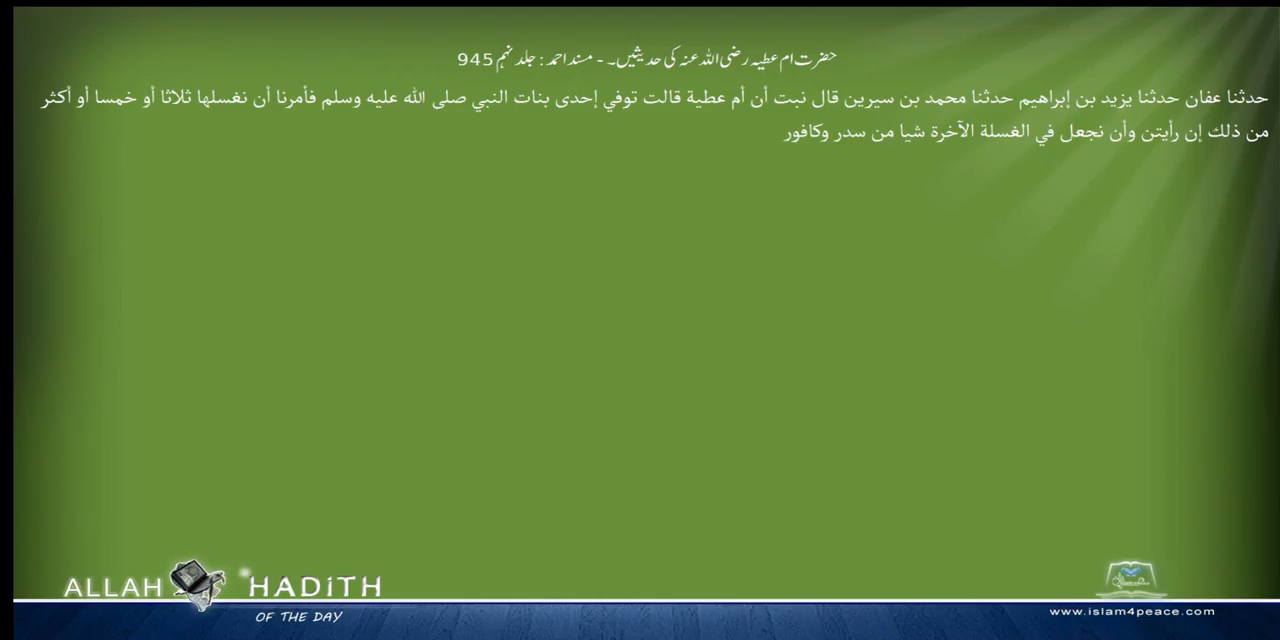 حضرت ام عطیہ رضی اللہ عنہ کی حدیثیں۔ - مسند احمد : جلد نہم 945
حدثنا عفان حدثنا يزيد بن إبراهيم حدثنا محمد بن سيرين قال نبت أن أم عطية قالت توفي إحدى بنات النبي صلى الله عليه وسلم فأمرنا أن نغسلها ثلاثا أو خمسا أو أكثر
من ذلك إن رأيتن وأن نجعل في الغسلة الآخرة شيا من سدر وكافور
ALLAH HADITH
OF THE DAY
www.islam4peace.com